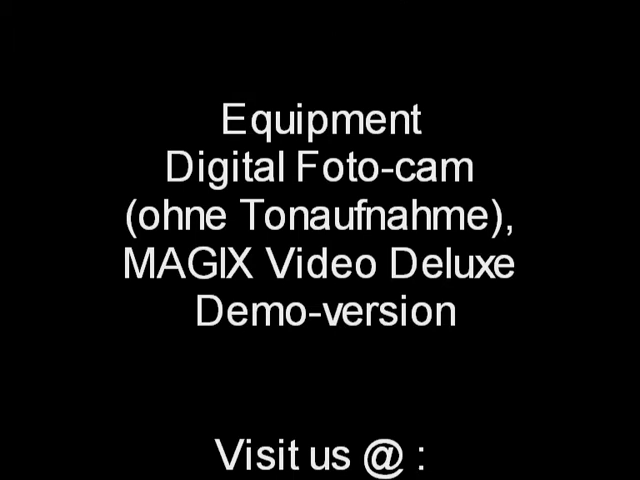 Equipment
Digital Foto-cam
(ohne Tonaufnahme),
MAGIX Video Deluxe
Demo-version
Visit us @ :